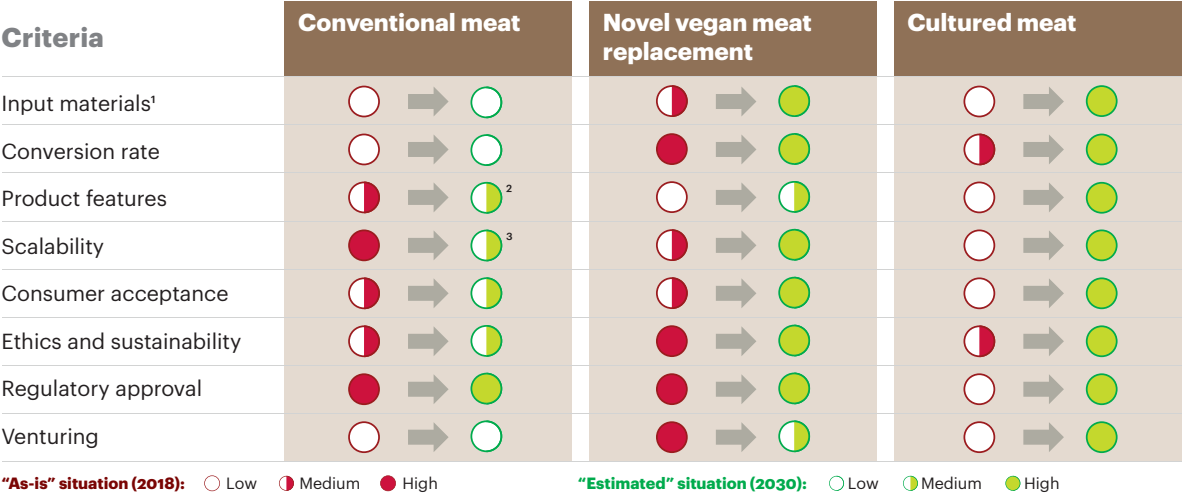 Criteria
Conventional meat
Novel vegan meat
replacement
Cultured meat
Input materials¹
Conversion rate
Product features
2
Scalability
3
Consumer acceptance
Ethics and sustainability
Regulatory approval
Venturing
“As-is” situation (2018): Low Medium High
“Estimated” situation (2030): Low Medium High